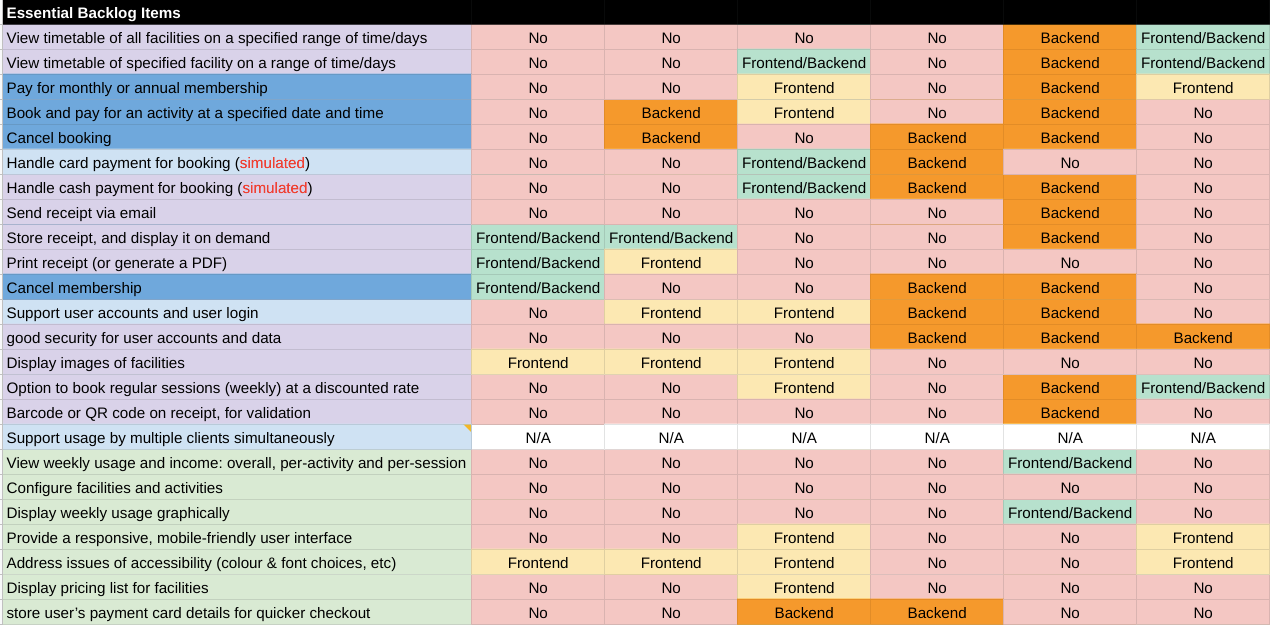 Essential Backlog Items
View timetable of all facilities on a specified range of time/days No No No No Backend Frontend/Backend
View timetable of specified facility on a range of time/days No No Frontend/Backend No Backend Frontend/Backend
Pay for monthly or annual membership No No Frontend No Backend Frontend
Book and pay for an activity at a specified date and time No Backend Frontend No Backend No
Cancel booking No Backend No Backend Backend No
Handle card payment for booking (simulated) No No Frontend/Backend Backend No No
Handle cash payment for booking (simulated) No No Frontend/Backend Backend Backend No
Send receipt via email No No No No Backend No
Store receipt, and display it on demand Frontend/Backend Frontend/Backend No No Backend No
Print receipt (or generate a PDF) Frontend/Backend Frontend No No No No
Cancel membership Frontend/Backend No No Backend Backend No
Support user accounts and user login No Frontend Frontend Backend Backend No
good security for user accounts and data No No No Backend Backend Backend
Display images of facilities Frontend Frontend Frontend No No No
Option to book regular sessions (weekly) at a discounted rate No No Frontend No Backend Frontend/Backend
Barcode or QR code on receipt, for validation No No No No Backend No
Support usage by multiple clients simultaneously N/A N/A N/A N/A N/A N/A
View weekly usage and income: overall, per-activity and per-session No No No No Frontend/Backend No
Configure facilities and activities No No No No No No
Display weekly usage graphically No No No No Frontend/Backend No
Provide a responsive, mobile-friendly user interface No No Frontend No No Frontend
Address issues of accessibility (colour & font choices, etc) Frontend Frontend Frontend No No Frontend
Display pricing list for facilities No No Frontend No No No
store user's payment card details for quicker checkout No No Backend Backend No No